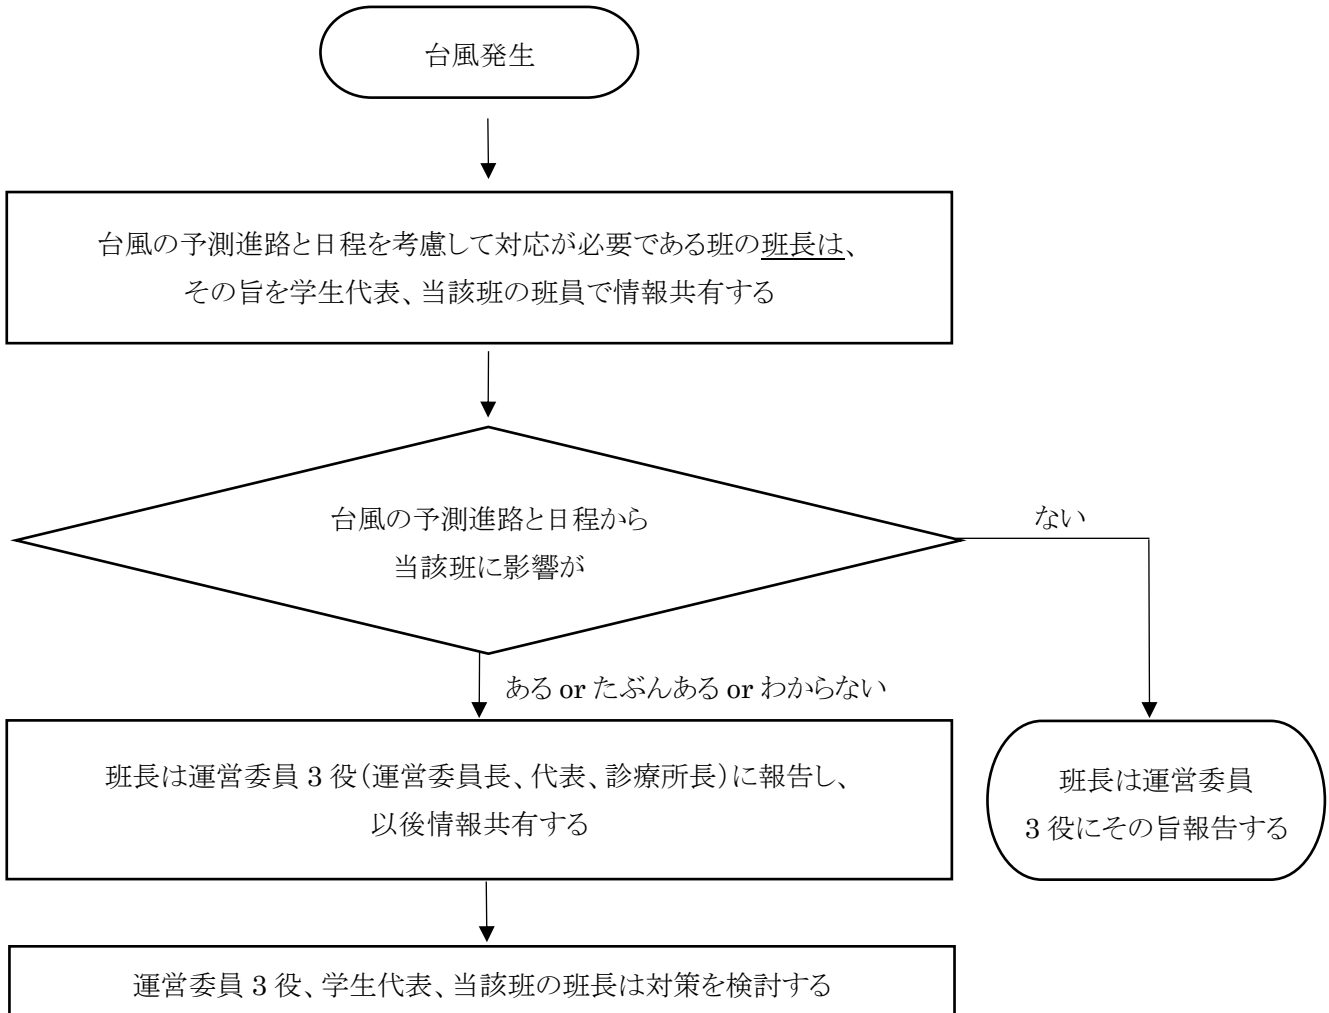 台風発生
台風の予測進路と日程を考慮して対応が必要である班の班長は、
その旨を学生代表、当該班の班員で情報共有する
台風の予測進路と日程から
当該班に影響が
ない
ある or たぶんある or わからない
班長は運営委員 3 役(運営委員長、代表、診療所長)に報告し、
以後情報共有する
班長は運営委員
3 役にその旨報告する
運営委員 3 役、学生代表、当該班の班長は対策を検討する